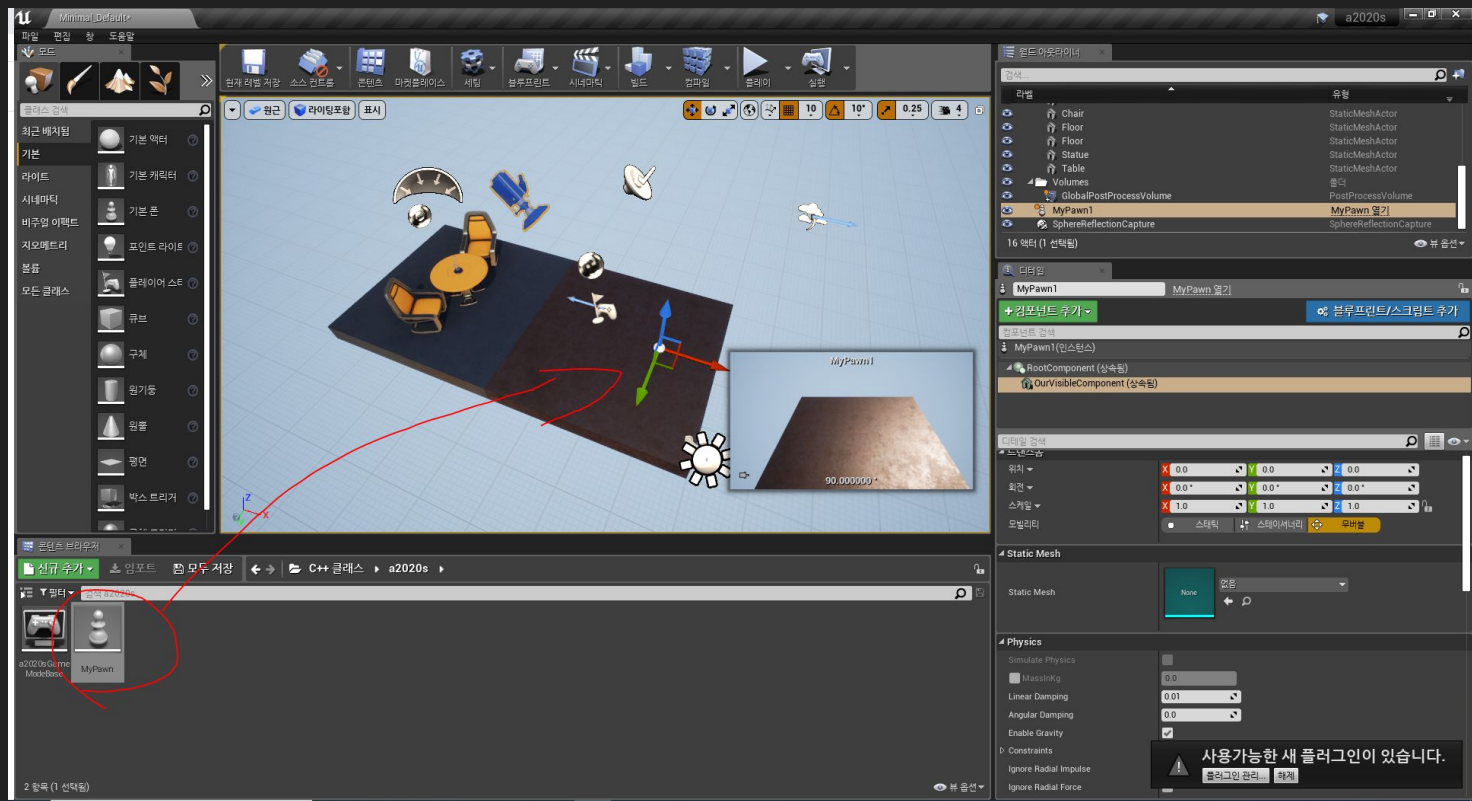 Minimal_Default•
a2020s
파일 편집 창 도움말
모드
현재 레벨 저장 소스 컨트롤 콘텐츠 마켓플레이스 세팅 블루프린트 시네마틱 빌드 컴파일 플레이 실행
클래스 검색
최근 배치됨
기본
라이트
시네마틱
비주얼 이펙트
지오메트리
볼륨
모든 클래스
기본 액터
기본 캐릭터
기본 폰
포인트 라이트
플레이어 스티
큐브
구체
원기둥
원뿔
평면
박스 트리거
원근 라이팅포함 표시
10 10° 0.25 4
MyPawn1
90.000000 °
Z
X
월드 아웃라이너
검색...
라벨 유형
Chair StaticMeshActor
Floor StaticMeshActor
Floor StaticMeshActor
Statue StaticMeshActor
Table StaticMeshActor
Volumes 폴더
GlobalPostProcessVolume PostProcessVolume
MyPawn1 MyPawn 열기
SphereReflectionCapture SphereReflectionCapture
16 액터 (1 선택됨) 뷰 옵션
디테일
MyPawn1 MyPawn 열기
+컴포넌트 추가 블루프린트/스크립트 추가
컴포넌트 검색
MyPawn1(인스턴스)
RootComponent (상속됨)
OurVisibleComponent (상속됨)
디테일 검색
트랜스폼
위치 X 0.0 Y 0.0 Z 0.0
회전 X 0.0° Y 0.0° Z 0.0°
스케일 X 1.0 Y 1.0 Z 1.0
모빌리티 스태틱 스테이셔너리 무버블
Static Mesh
Static Mesh None 없음
Physics
Simulate Physics
MassInKg 0.0
Linear Damping 0.01
Angular Damping 0.0
Enable Gravity
Constraints
Ignore Radial Impulse
Ignore Radial Force
사용가능한 새 플러그인이 있습니다.
플러그인 관리... 해제
콘텐츠 브라우저
신규 추가 임포트 모두 저장 C++ 클래스 a2020s
필터 검색 a2020s
a2020sGame
ModeBase
MyPawn
2 항목 (1 선택됨) 뷰 옵션